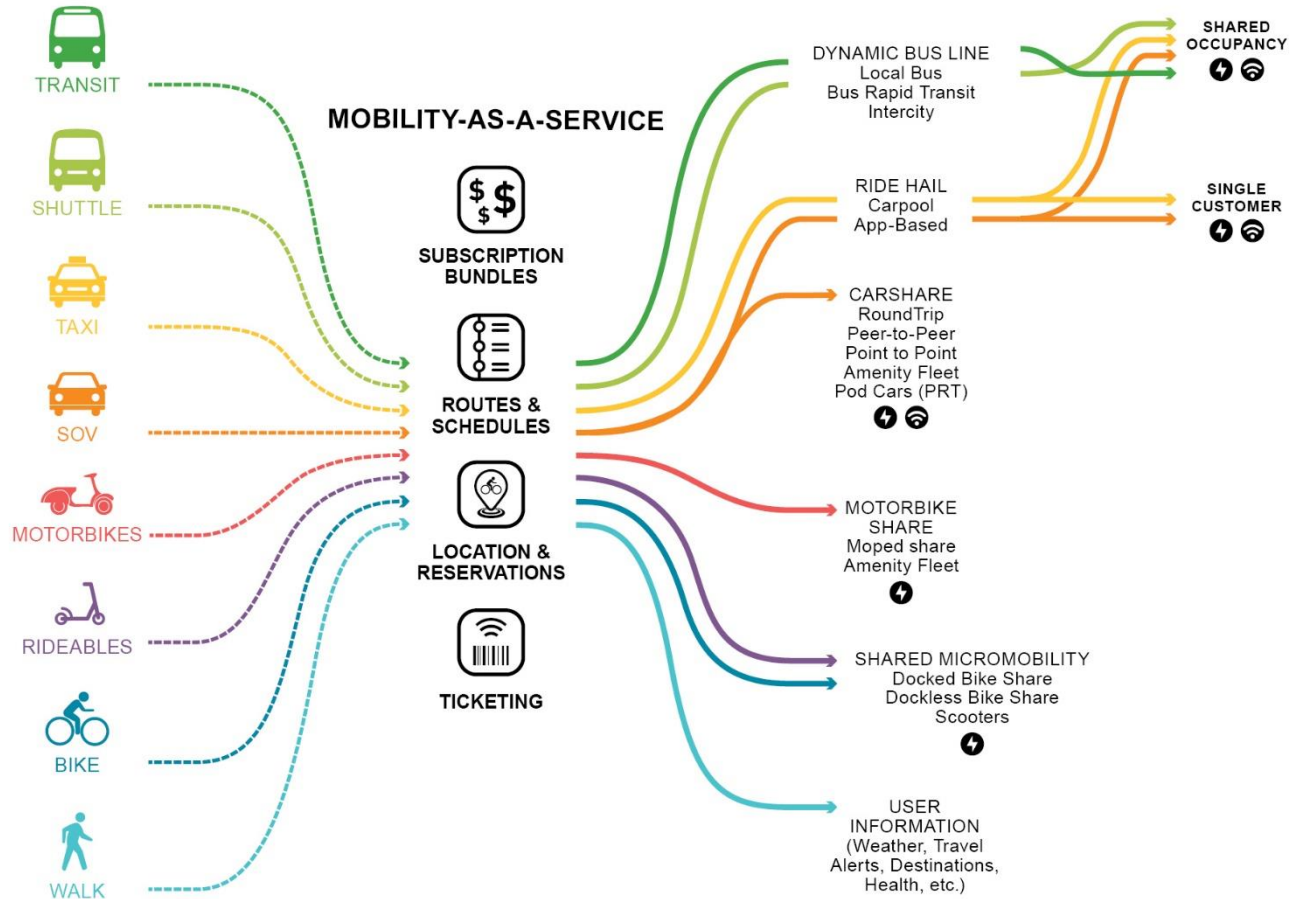 TRANSIT
SHUTTLE
TAXI
SOV
MOTORBIKES
RIDEABLES
BIKE
WALK
MOBILITY-AS-A-SERVICE
$ $ $
SUBSCRIPTION
BUNDLES
ROUTES &
SCHEDULES
LOCATION &
RESERVATIONS
TICKETING
DYNAMIC BUS LINE
Local Bus
Bus Rapid Transit
Intercity
RIDE HAIL
Carpool
App-Based
CARSHARE
RoundTrip
Peer-to-Peer
Point to Point
Amenity Fleet
Pod Cars (PRT)
MOTORBIKE
SHARE
Moped share
Amenity Fleet
SHARED MICROMOBILITY
Docked Bike Share
Dockless Bike Share
Scooters
USER
INFORMATION
(Weather, Travel
Alerts, Destinations,
Health, etc.)
SHARED
OCCUPANCY
SINGLE
CUSTOMER